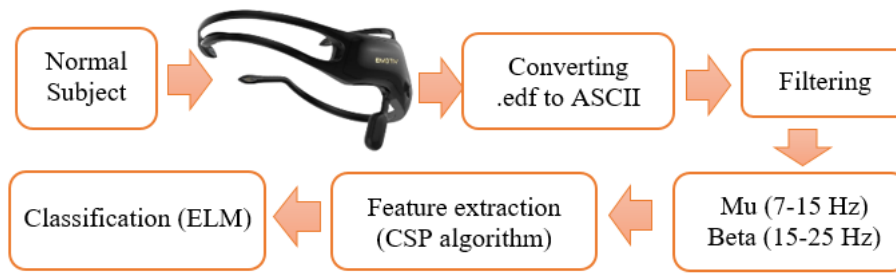 Normal
Subject
EMOTIV
Converting
.edf to ASCII
Filtering
Mu (7-15 Hz)
Beta (15-25 Hz)
Feature extraction
(CSP algorithm)
Classification (ELM)